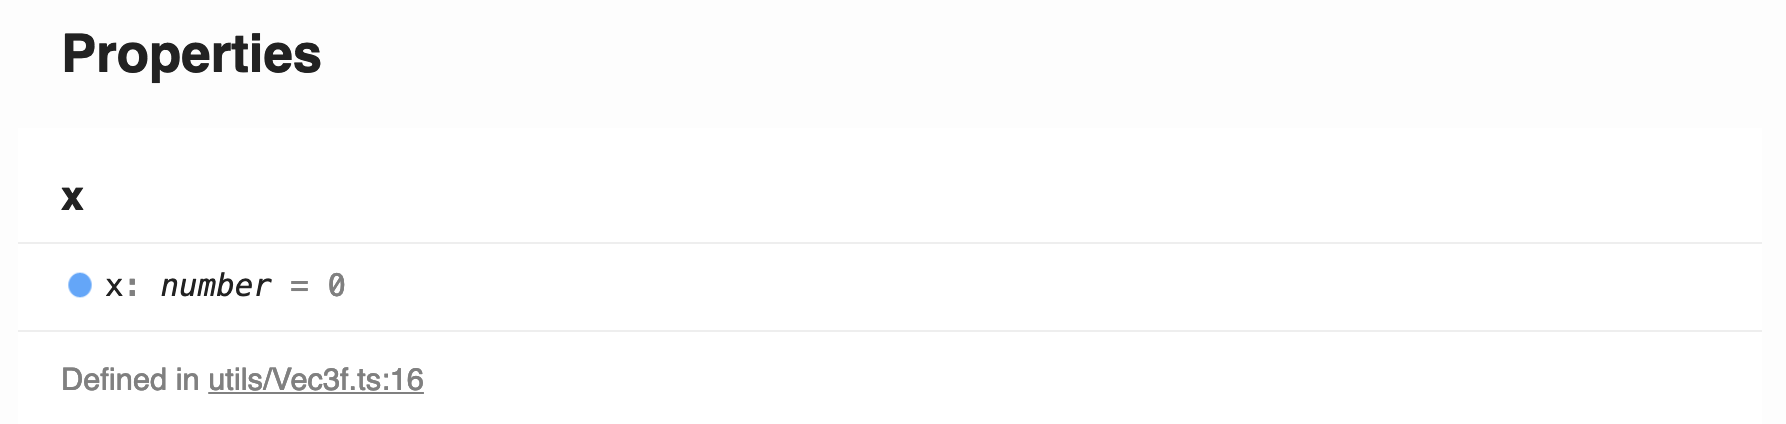 Properties
x
x: number = 0
Defined in utils/Vec3f.ts:16